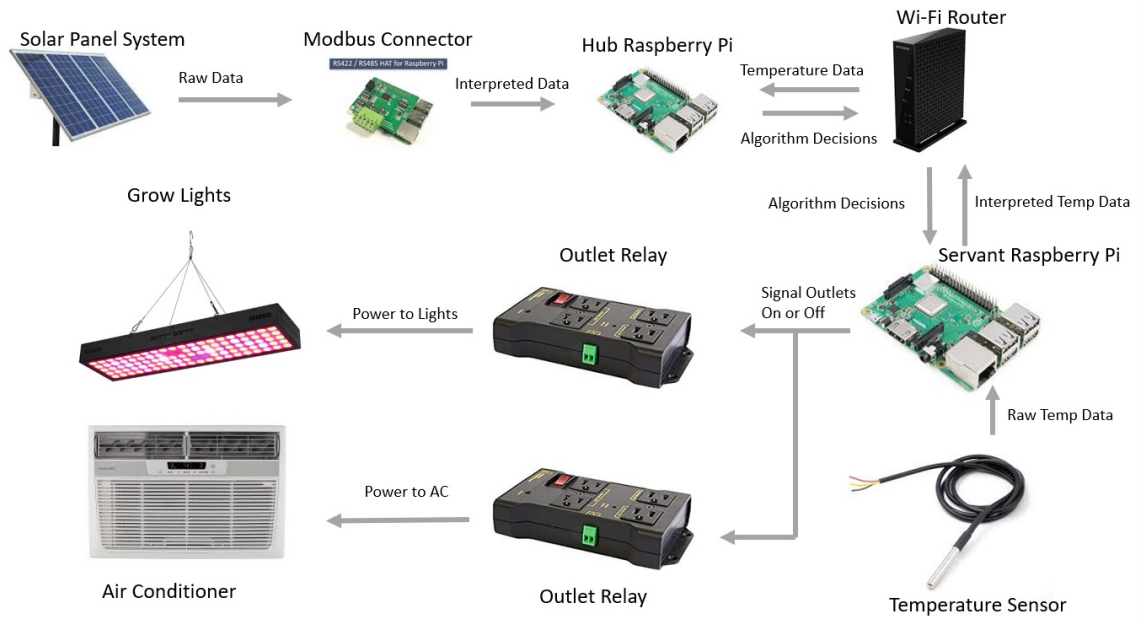 Wi-Fi Router
Solar Panel System
Modbus Connector
Hub Raspberry Pi
RS422 / RS485 HAT for Raspberry Pi
Raw Data
Interpreted Data
Temperature Data
Algorithm Decisions
Grow Lights
Algorithm Decisions
Interpreted Temp Data
Outlet Relay
Servant Raspberry Pi
Power to Lights
Signal Outlets
On or Off
Raw Temp Data
Power to AC
Air Conditioner
Outlet Relay
Temperature Sensor